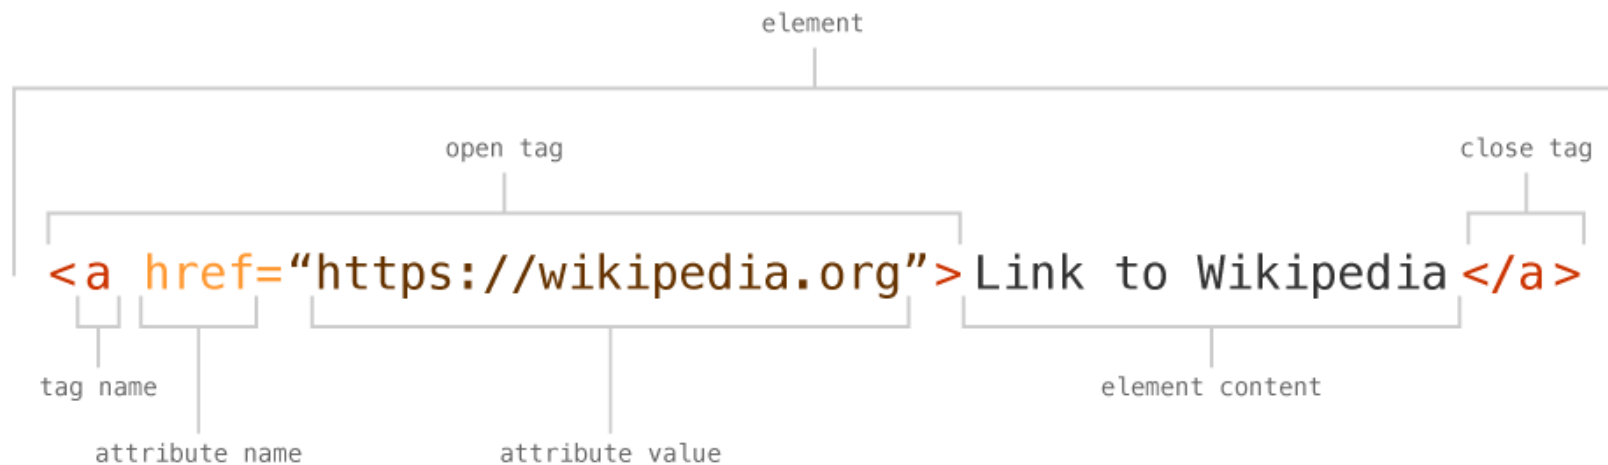 element
open tag
close tag
<a href=“https://wikipedia.org”>Link to Wikipedia</a>
tag name
element content
attribute name
attribute value